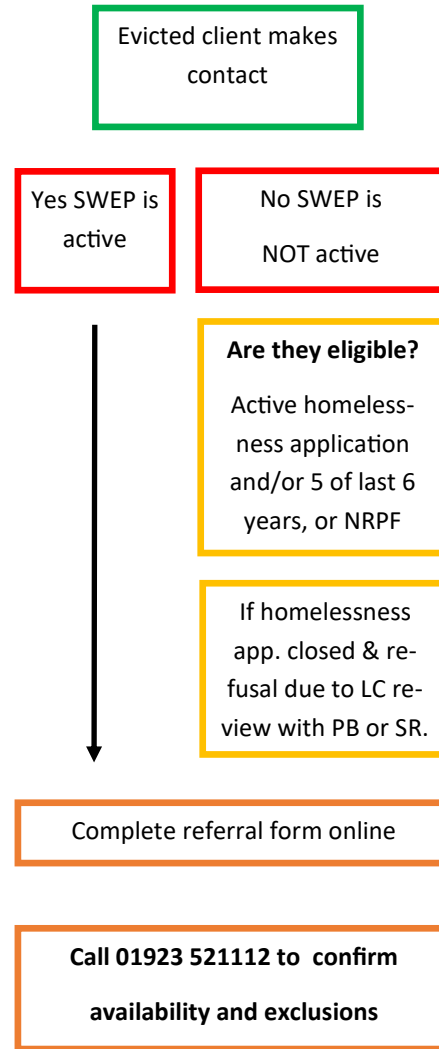 Evicted client makes
contact
Yes SWEP is
active
No SWEP is
NOT active
Are they eligible?
Active homeless-
ness application
and/or 5 of last 6
years, or NRPF
If homelessness
app. closed & re-
fusal due to LC re-
view with PB or SR.
Complete referral form online
Call 01923 521112 to  confirm
availability and exclusions